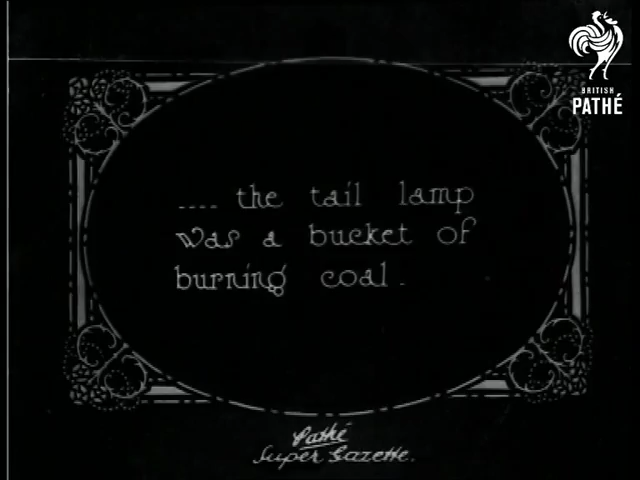 BRITISH
PATHÉ
.... the tail lamp
was a bucket of
burning coal.
Pathé
Super Gazette.